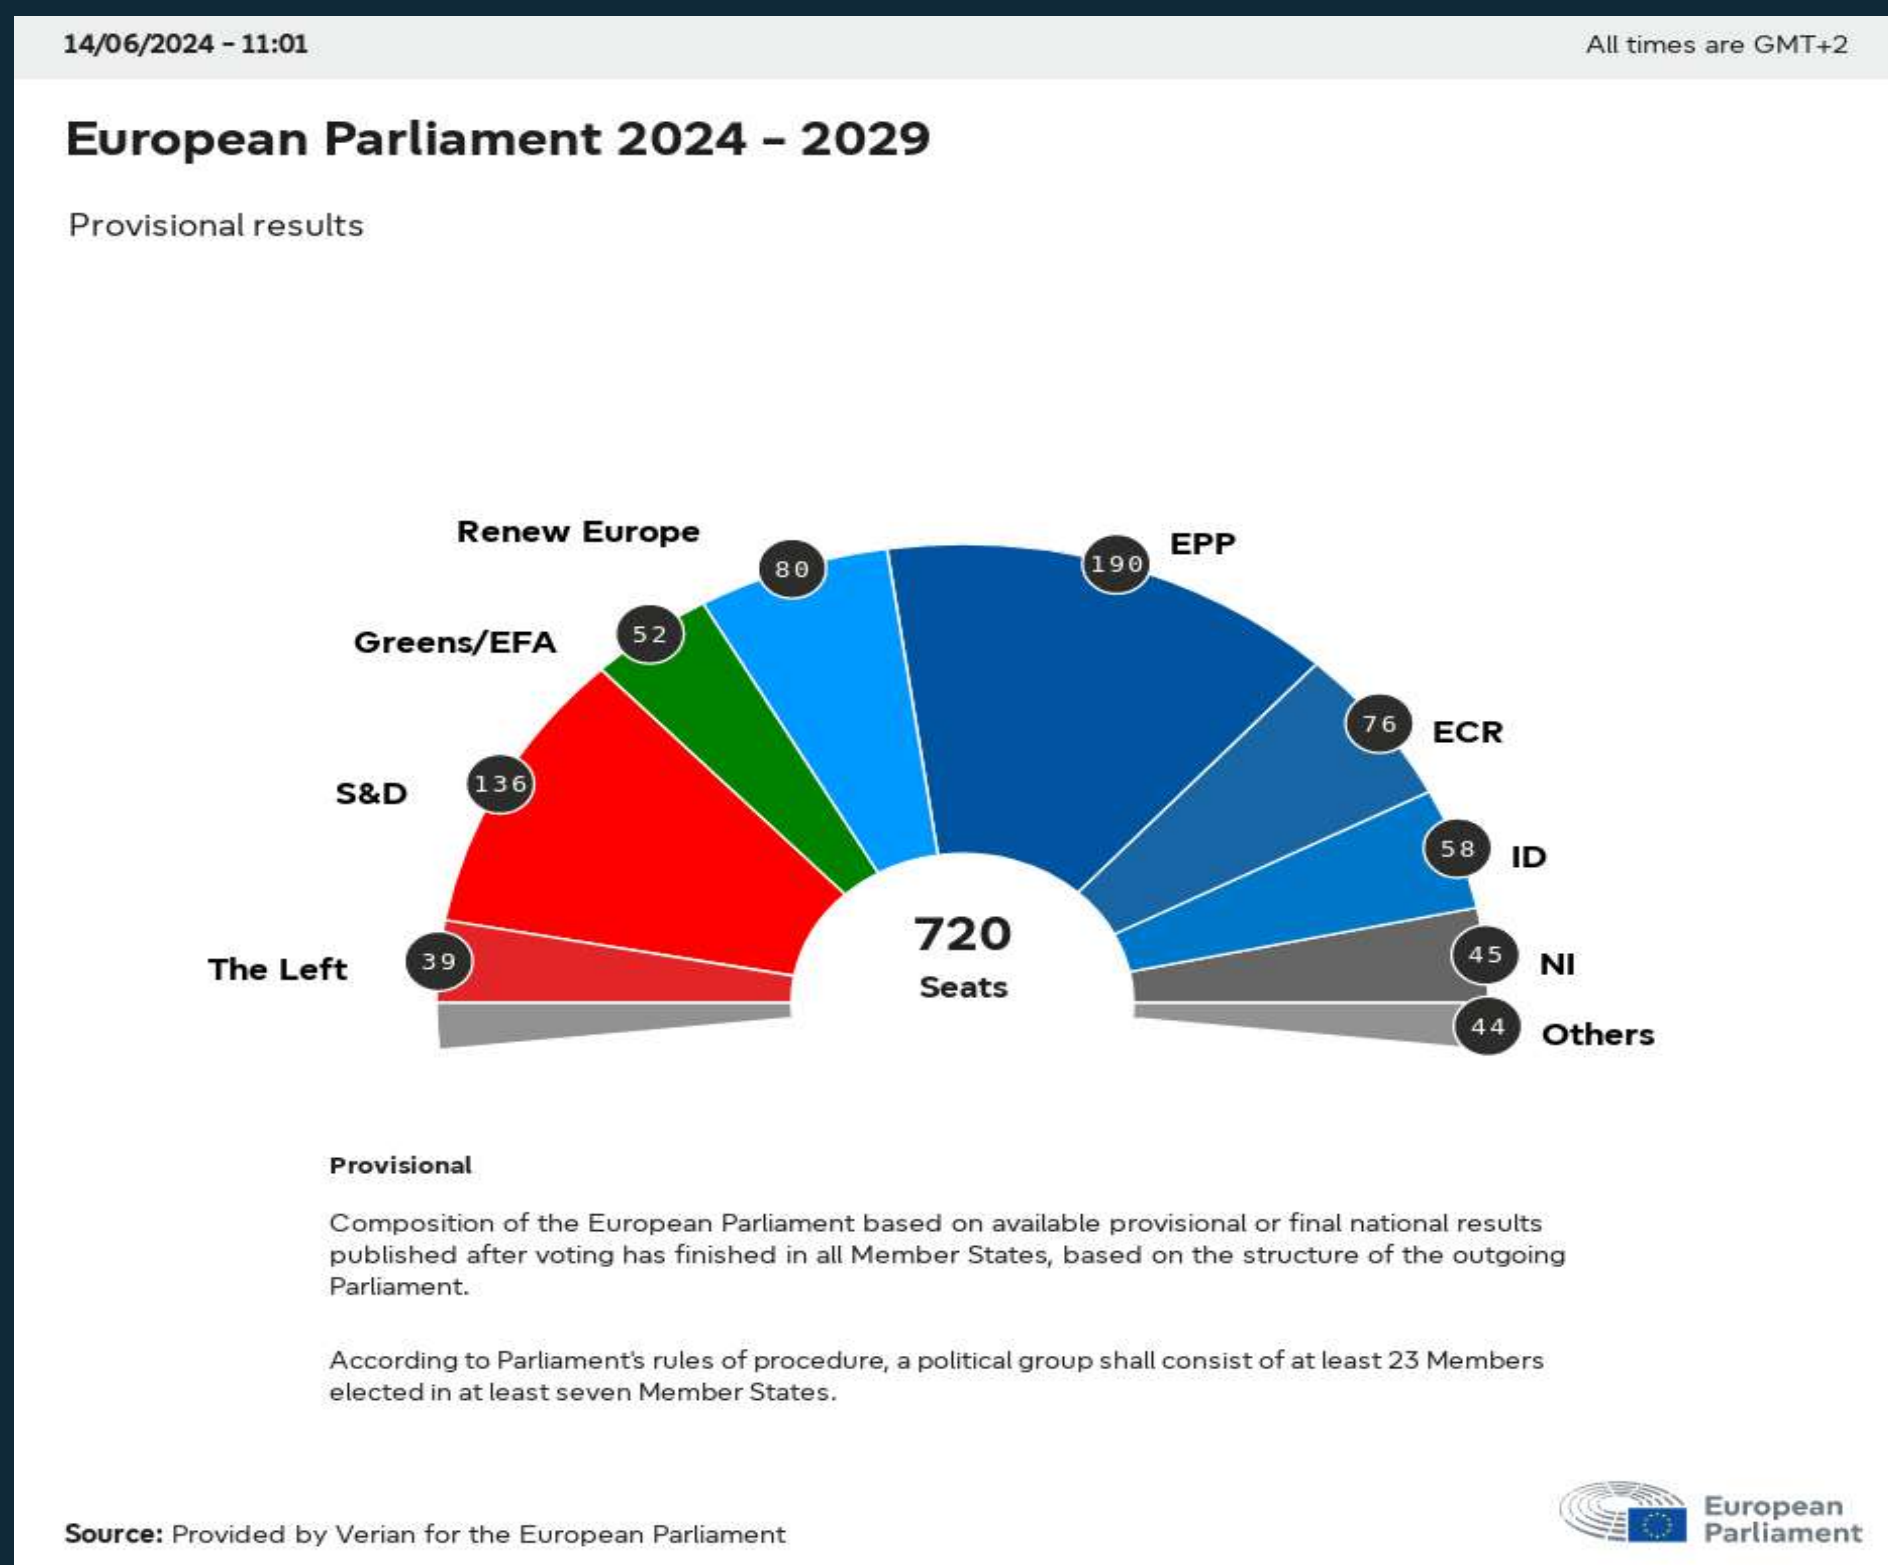 14/06/2024 – 11:01
All times are GMT+2
European Parliament 2024 – 2029
Provisional results
Renew Europe
80
190
EPP
Greens/EFA
52
76
ECR
S&D
136
58
ID
720
Seats
The Left
39
45
NI
44
Others
Provisional
Composition of the European Parliament based on available provisional or final national results
published after voting has finished in all Member States, based on the structure of the outgoing
Parliament.
According to Parliament's rules of procedure, a political group shall consist of at least 23 Members
elected in at least seven Member States.
Source: Provided by Verian for the European Parliament
European
Parliament